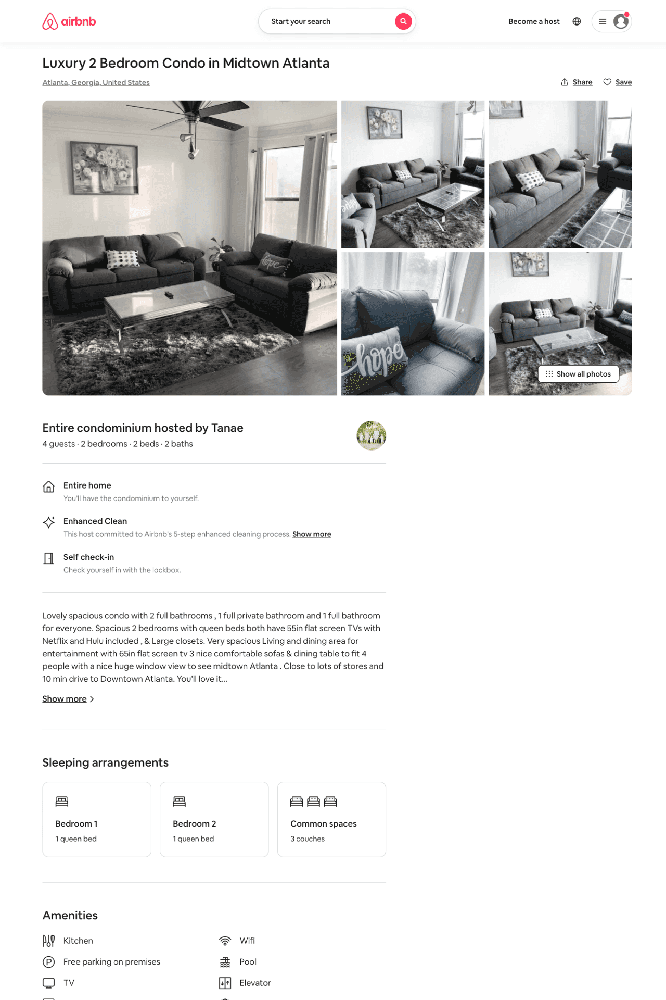 airbnb
Start your search
Become a host
Luxury 2 Bedroom Condo in Midtown Atlanta
Atlanta, Georgia, United States
Share
Save
hope
hope
hope
hope
hope
Show all photos
Entire condominium hosted by Tanae
4 guests · 2 bedrooms · 2 beds · 2 baths
Entire home
You'll have the condominium to yourself.
Enhanced Clean
This host committed to Airbnb's 5-step enhanced cleaning process. Show more
Self check-in
Check yourself in with the lockbox.
Lovely spacious condo with 2 full bathrooms , 1 full private bathroom and 1 full bathroom
for everyone. Spacious 2 bedrooms with queen beds both have 55in flat screen TVs with
Netflix and Hulu included , & Large closets. Very spacious Living and dining area for
entertainment with 65in flat screen tv 3 nice comfortable sofas & dining table to fit 4
people with a nice huge window view to see midtown Atlanta . Close to lots of stores and
10 min drive to Downtown Atlanta. You’ll love it…
Show more
Sleeping arrangements
Bedroom 1
1 queen bed
Bedroom 2
1 queen bed
Common spaces
3 couches
Amenities
Kitchen
Wifi
Free parking on premises
Pool
TV
Elevator